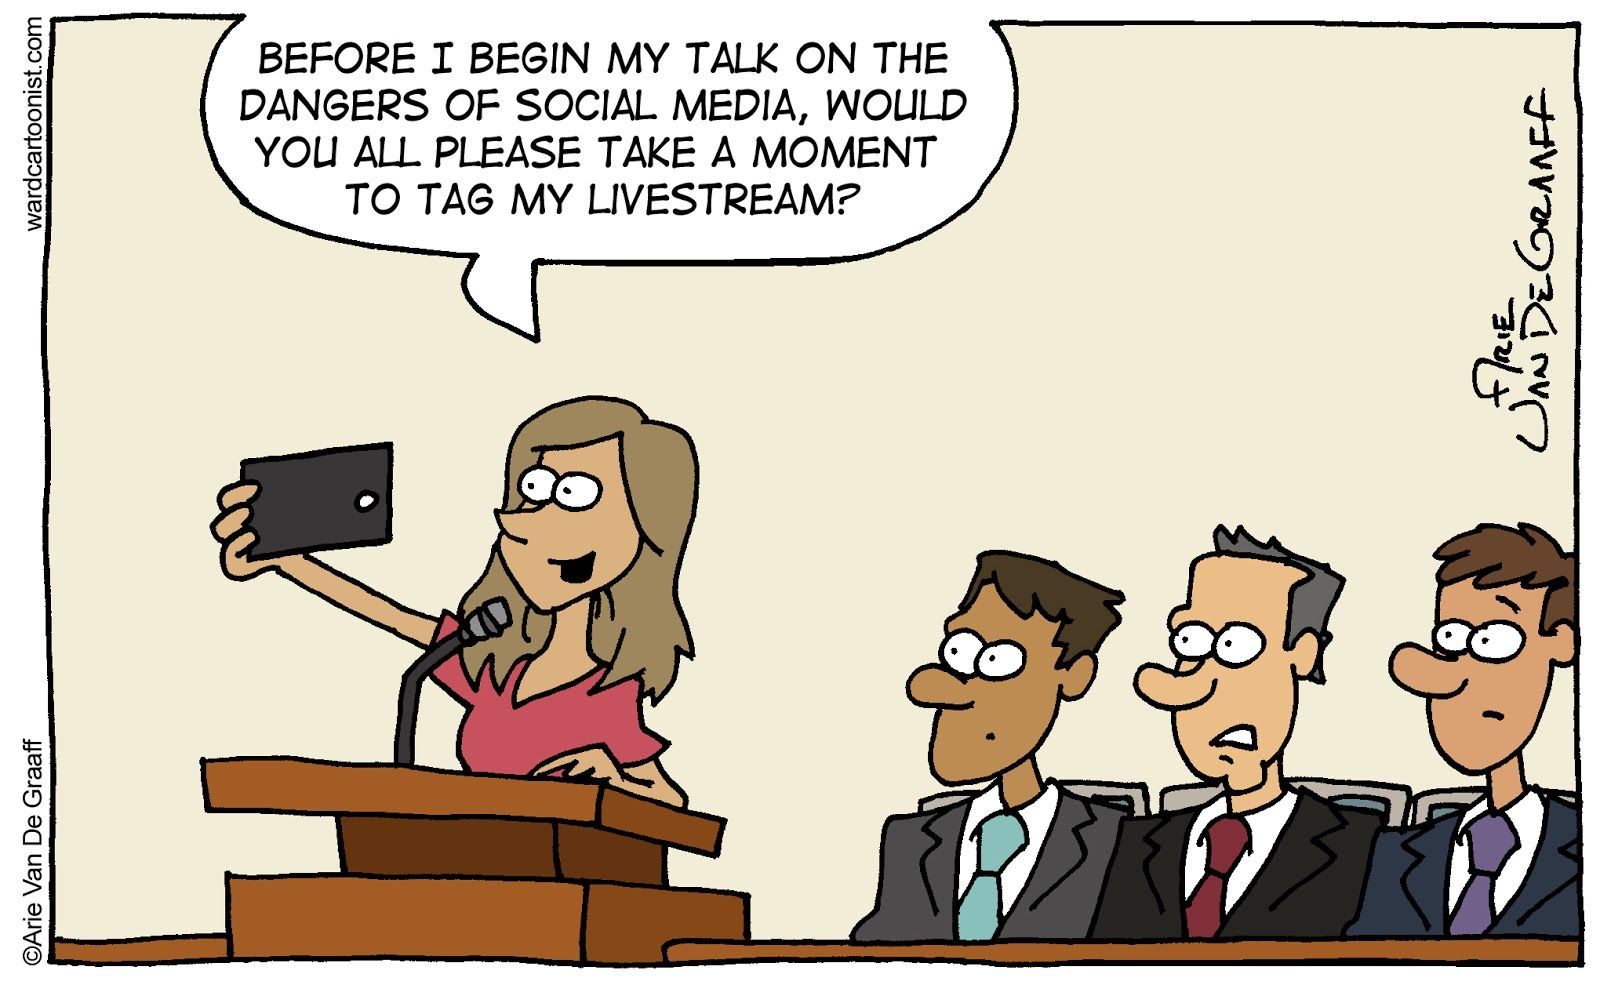 BEFORE I BEGIN MY TALK ON THE
DANGERS OF SOCIAL MEDIA, WOULD
YOU ALL PLEASE TAKE A MOMENT
TO TAG MY LIVESTREAM?
wardcartoonist.com
©Arie Van De Graaff
ARIE
VAN DE GRAAFF